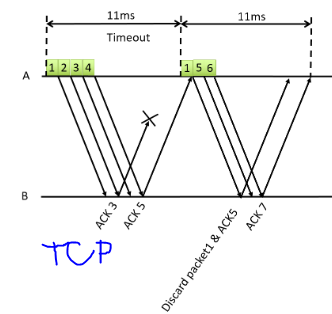 11ms
11ms
Timeout
1 2 3 4
1 5 6
A
B
ACK 3
ACK 5
Discard packet1 & ACK5
ACK 7
TCP